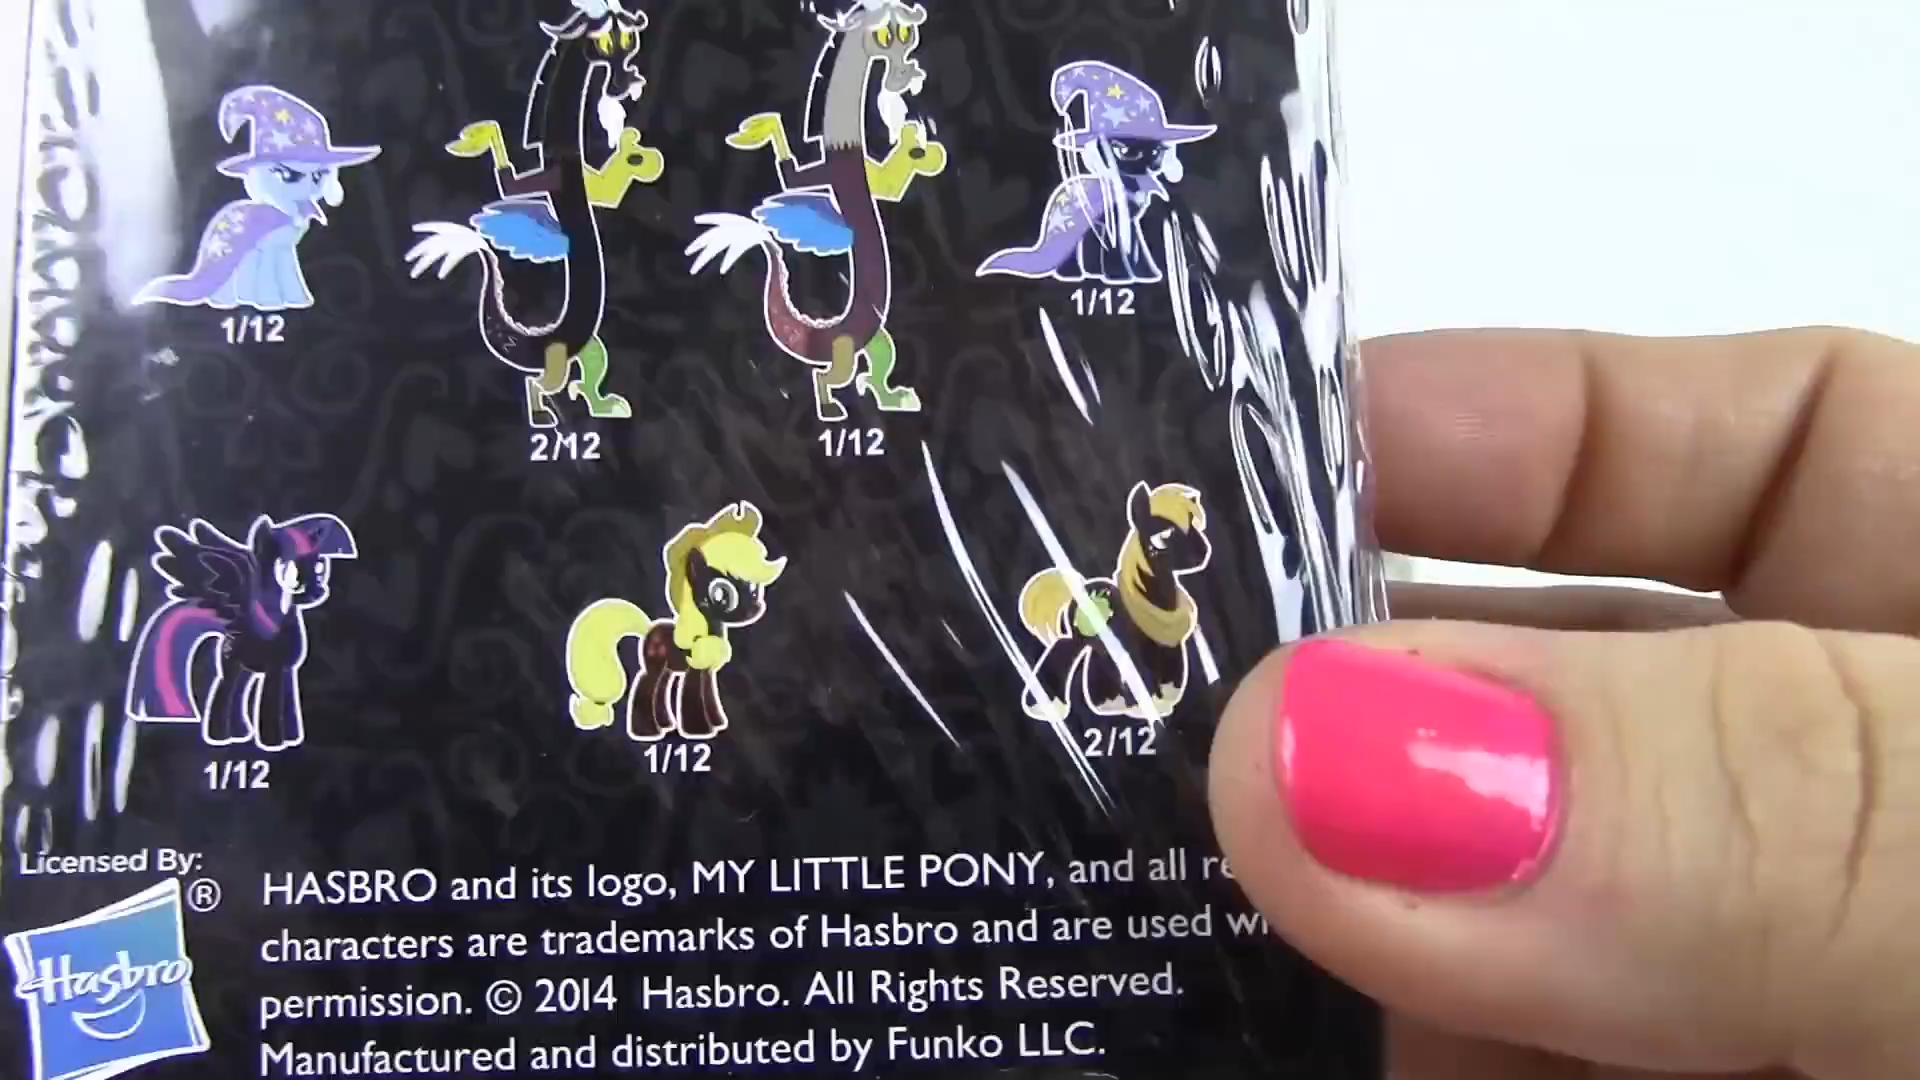 1/12
1/12
2/12
1/12
1/12
1/12
2/12
Licensed By:
Hasbro ®
HASBRO and its logo, MY LITTLE PONY, and all
characters are trademarks of Hasbro and are used
permission. © 2014 Hasbro. All Rights Reserved.
Manufactured and distributed by Funko LLC.